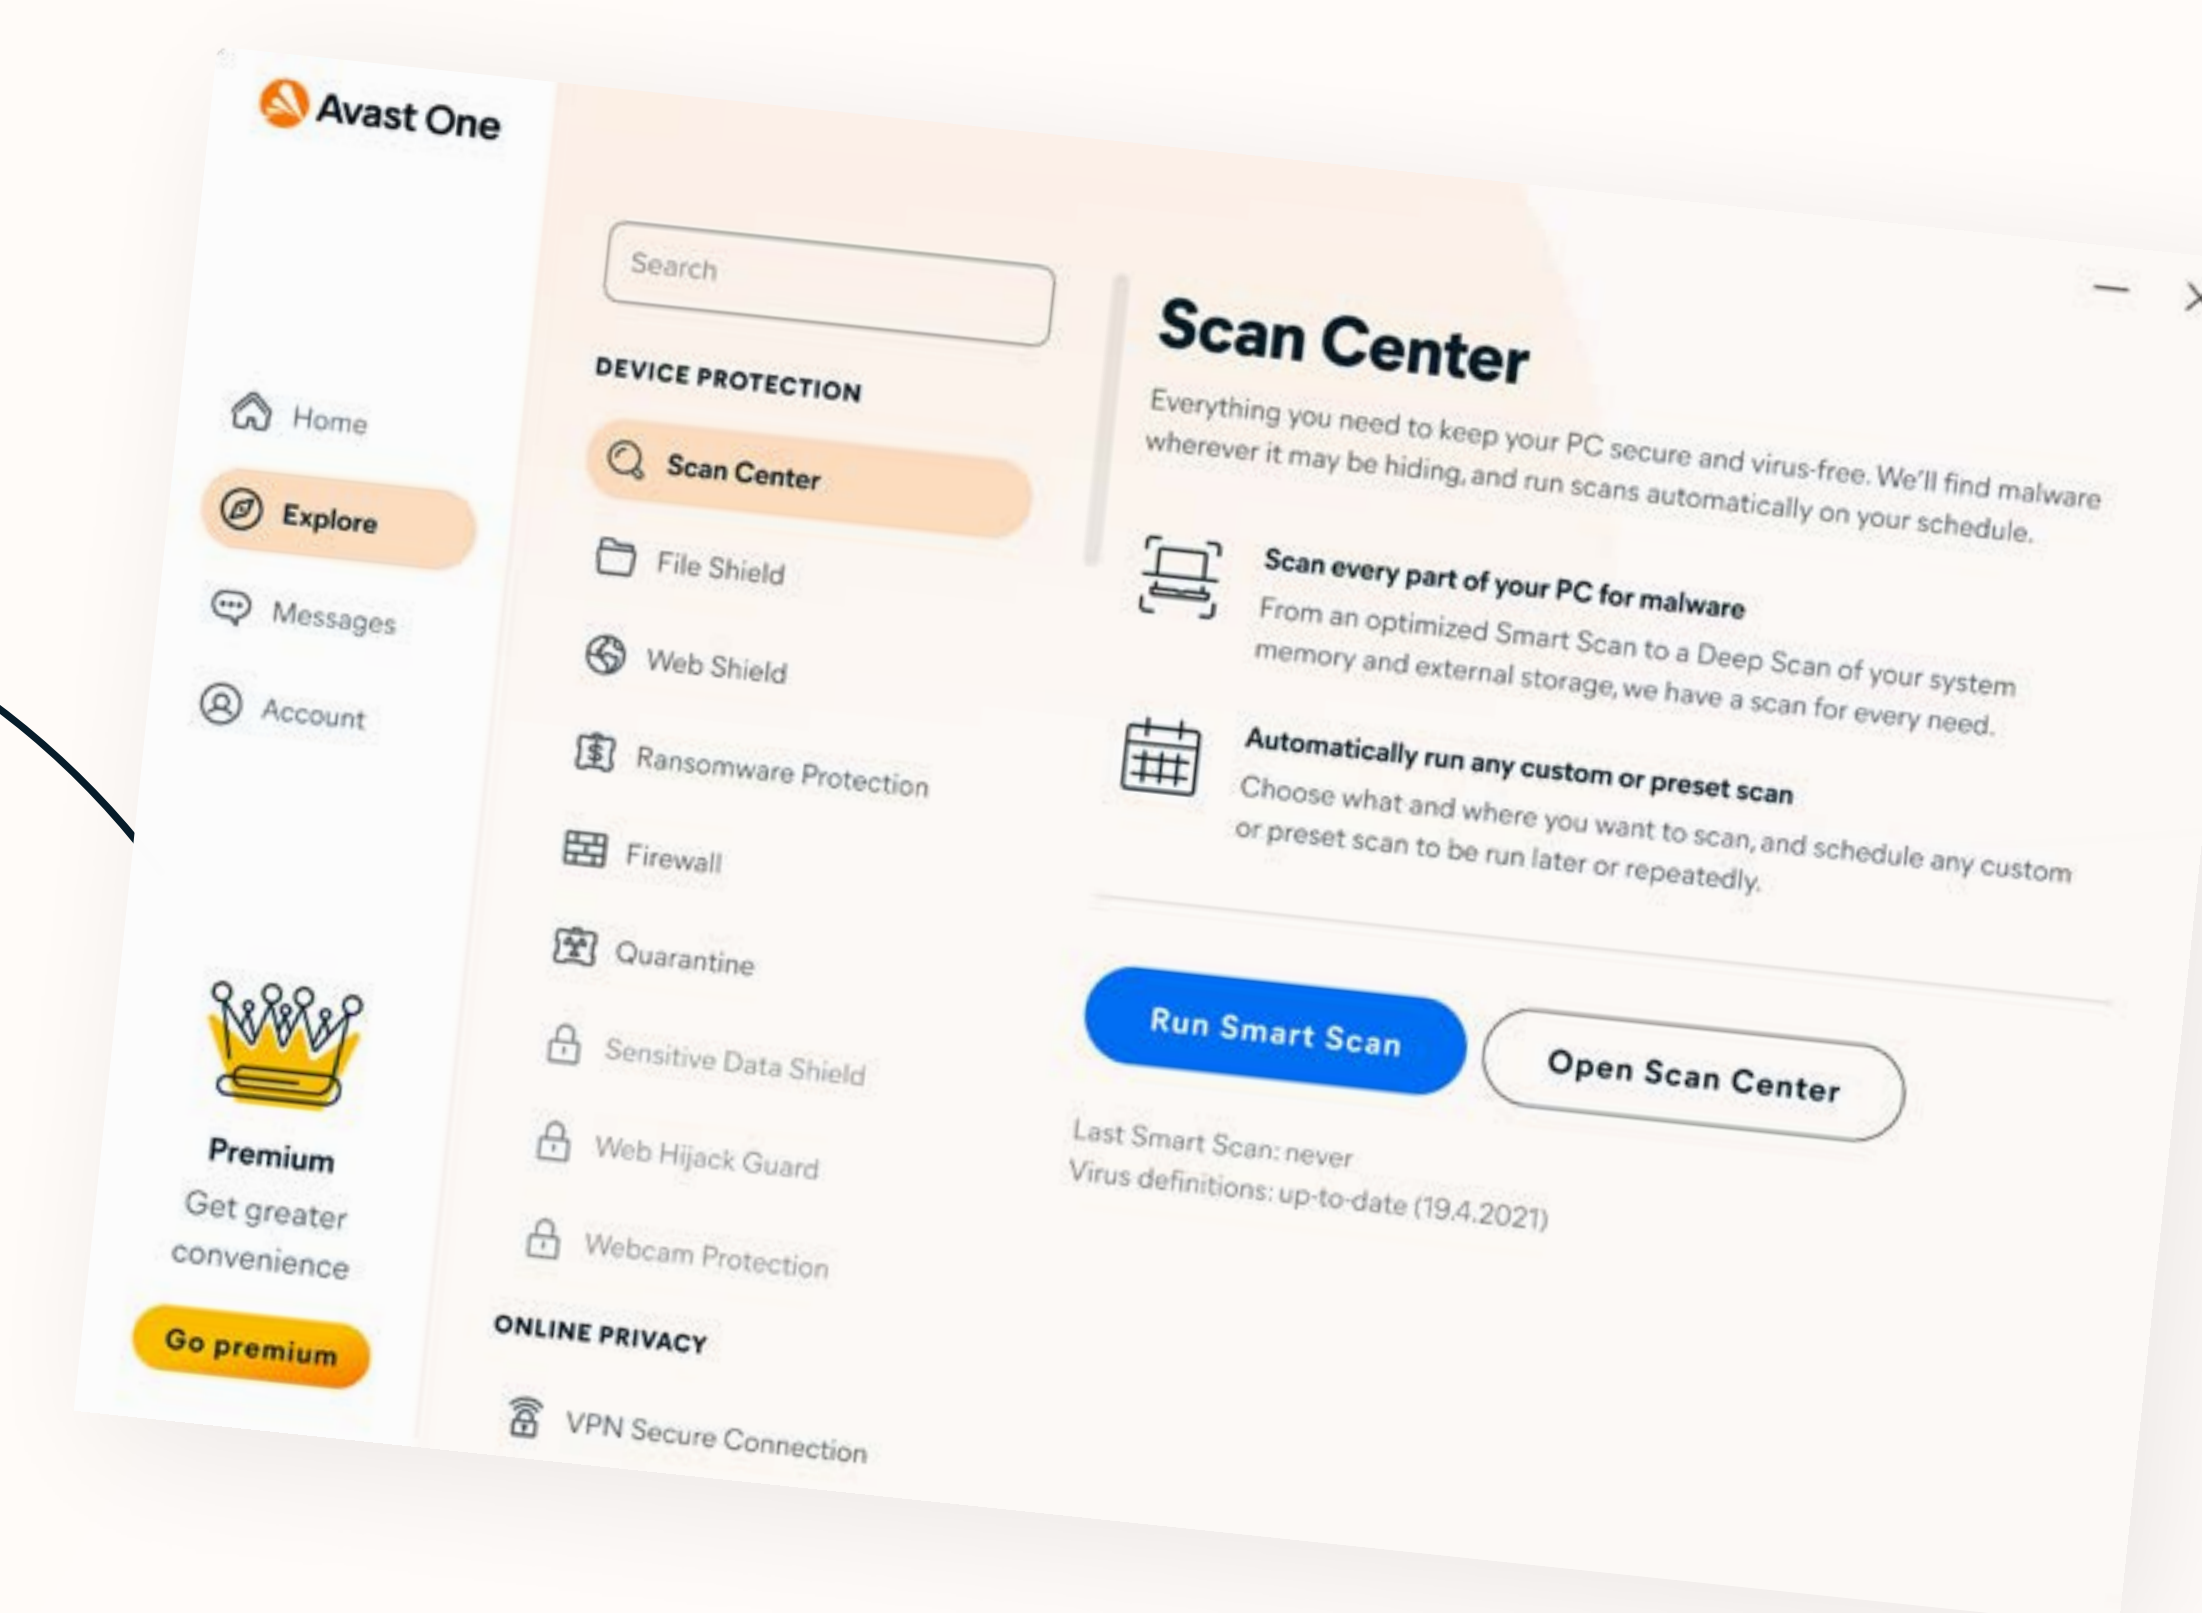 Avast One
Home
Explore
Messages
Account
Premium
Get greater
convenience
Go premium
Search
DEVICE PROTECTION
Scan Center
File Shield
Web Shield
Ransomware Protection
Firewall
Quarantine
Sensitive Data Shield
Web Hijack Guard
Webcam Protection
ONLINE PRIVACY
VPN Secure Connection
Scan Center
Everything you need to keep your PC secure and virus-free. We'll find malware
wherever it may be hiding, and run scans automatically on your schedule.
Scan every part of your PC for malware
From an optimized Smart Scan to a Deep Scan of your system
memory and external storage, we have a scan for every need.
Automatically run any custom or preset scan
Choose what and where you want to scan, and schedule any custom
or preset scan to be run later or repeatedly.
Run Smart Scan
Open Scan Center
Last Smart Scan: never
Virus definitions: up-to-date (19.4.2021)